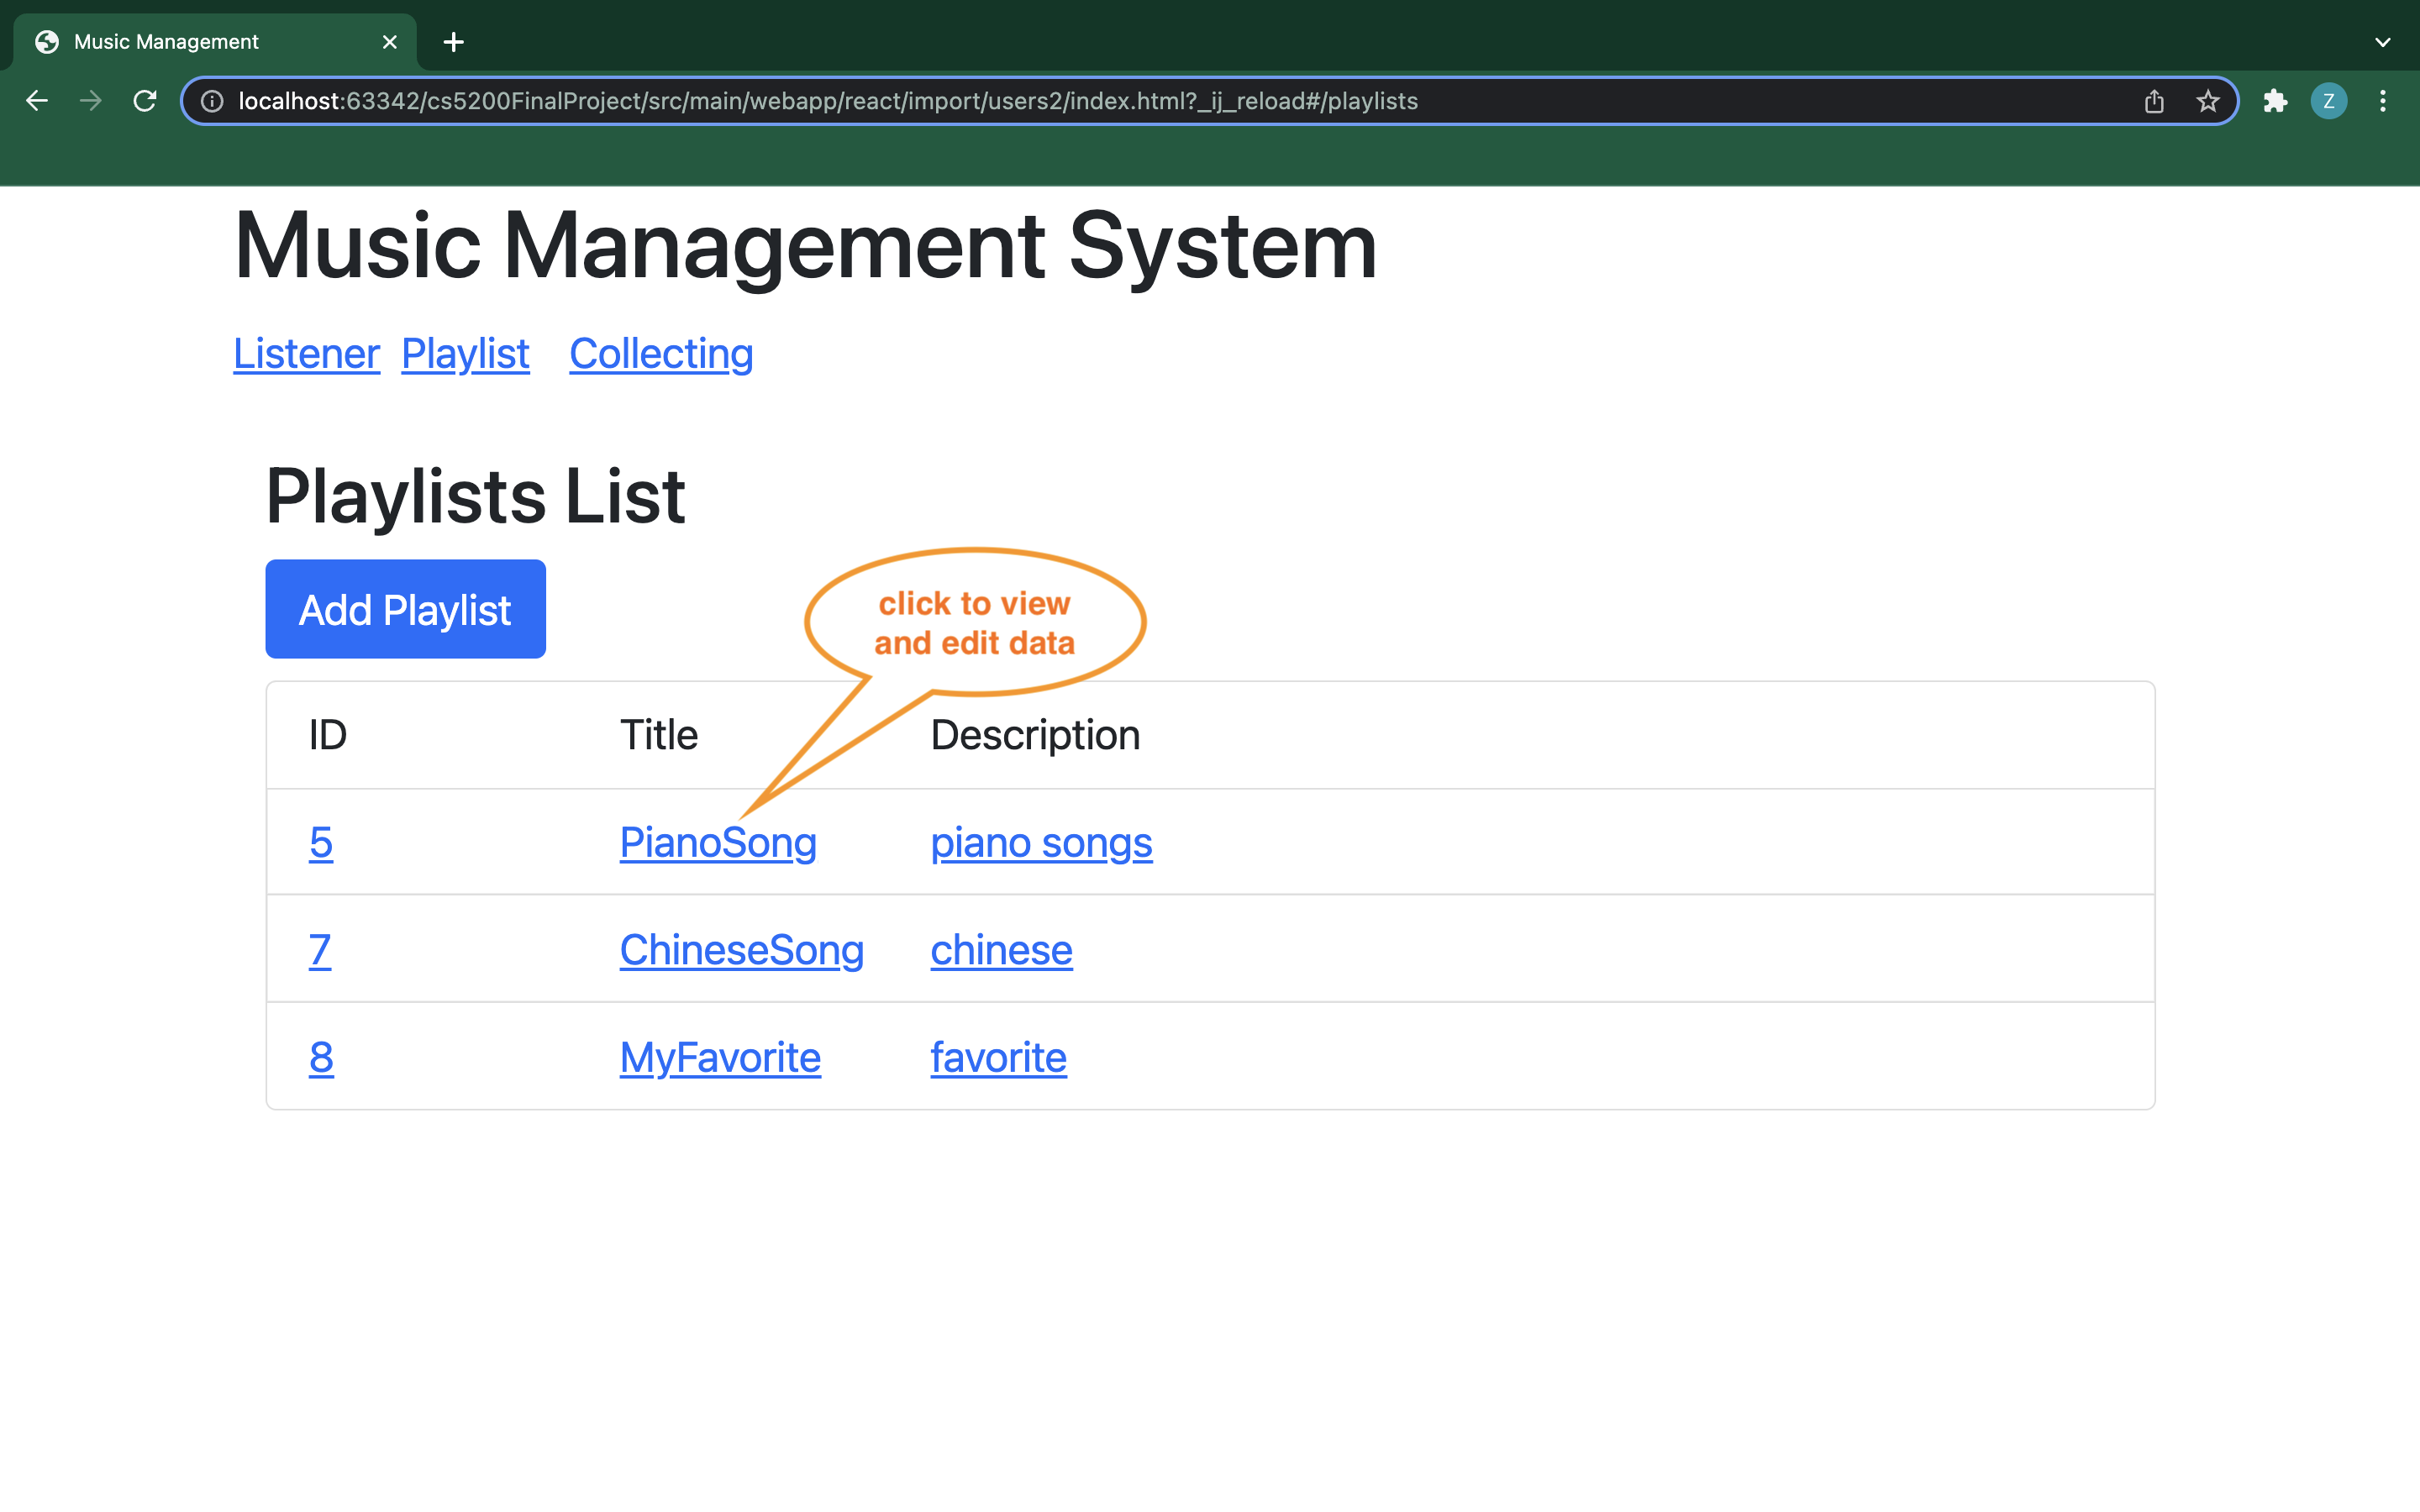 Music Management
localhost:63342/cs5200FinalProject/src/main/webapp/react/import/users2/index.html?_ij_reload#/playlists
Z
Music Management System
Listener Playlist Collecting
Playlists List
Add Playlist
click to view
and edit data
ID Title Description
5 PianoSong piano songs
7 ChineseSong chinese
8 MyFavorite favorite